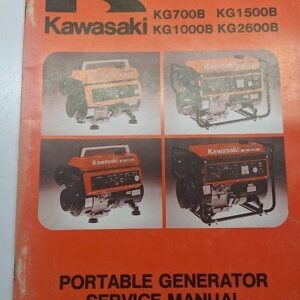 KG700B KG1500B
Kawasaki KG1000B KG2600B
Kawasaki
Kawasaki
PORTABLE GENERATOR
SERVICE MANUAL